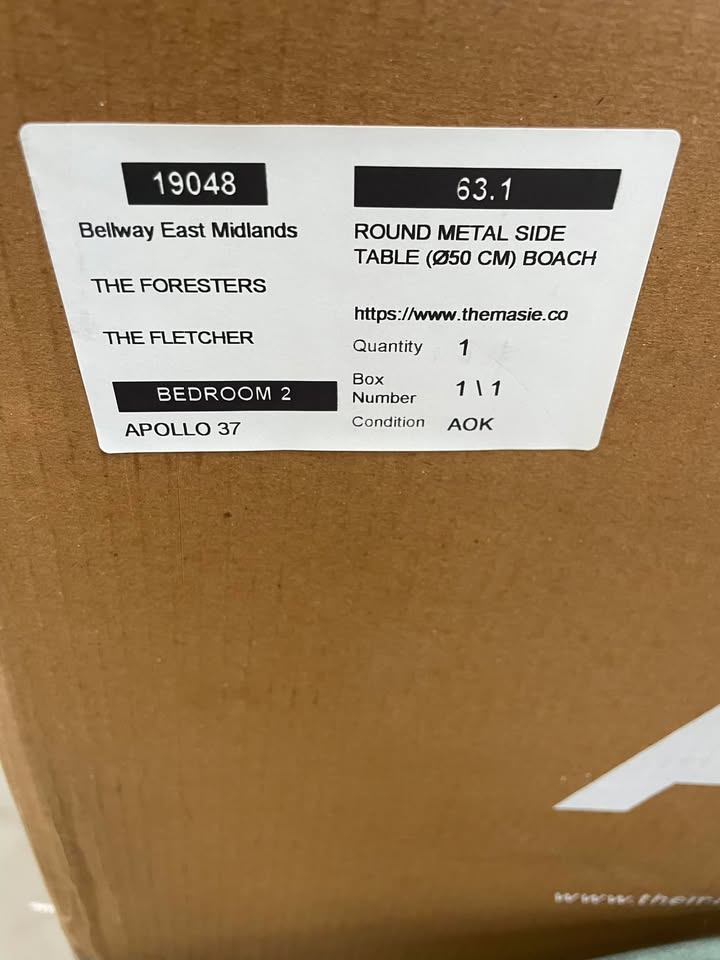 19048
Bellway East Midlands
THE FORESTERS
THE FLETCHER
BEDROOM 2
APOLLO 37
63.1
ROUND METAL SIDE
TABLE (Ø50 CM) BOACH
https://www.themasie.co
Quantity 1
Box
Number 1 \ 1
Condition AOK